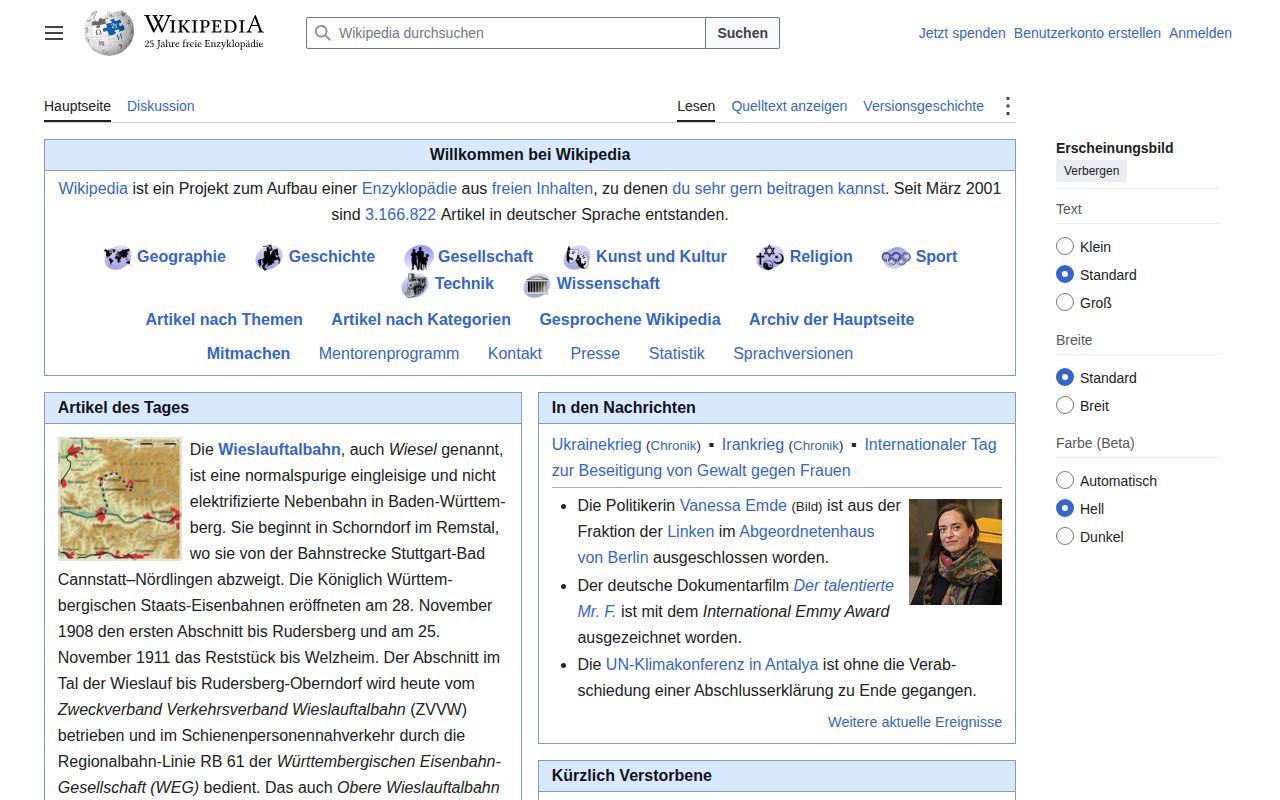 WIKIPEDIA
25 Jahre freie Enzyklopädie
Wikipedia durchsuchen
Suchen
Jetzt spenden Benutzerkonto erstellen Anmelden
Hauptseite Diskussion
Lesen Quelltext anzeigen Versionsgeschichte
Willkommen bei Wikipedia
Wikipedia ist ein Projekt zum Aufbau einer Enzyklopädie aus freien Inhalten, zu denen du sehr gern beitragen kannst. Seit März 2001
sind 3.166.822 Artikel in deutscher Sprache entstanden.
Geographie Geschichte Gesellschaft Kunst und Kultur Religion Sport
Technik Wissenschaft
Artikel nach Themen Artikel nach Kategorien Gesprochene Wikipedia Archiv der Hauptseite
Mitmachen Mentorenprogramm Kontakt Presse Statistik Sprachversionen
Artikel des Tages
Die Wieslauftalbahn, auch Wiesel genannt,
ist eine normalspurige eingleisige und nicht
elektrifizierte Nebenbahn in Baden-Württem-
berg. Sie beginnt in Schorndorf im Remstal,
wo sie von der Bahnstrecke Stuttgart-Bad
Cannstatt–Nördlingen abzweigt. Die Königlich Württem-
bergischen Staats-Eisenbahnen eröffneten am 28. November
1908 den ersten Abschnitt bis Rudersberg und am 25.
November 1911 das Reststück bis Welzheim. Der Abschnitt im
Tal der Wieslauf bis Rudersberg-Oberndorf wird heute vom
Zweckverband Verkehrsverband Wieslauftalbahn (ZVVW)
betrieben und im Schienenpersonennahverkehr durch die
Regionalbahn-Linie RB 61 der Württembergischen Eisenbahn-
Gesellschaft (WEG) bedient. Das auch Obere Wieslauftalbahn
In den Nachrichten
Ukrainekrieg (Chronik) ▪ Irankrieg (Chronik) ▪ Internationaler Tag
zur Beseitigung von Gewalt gegen Frauen
• Die Politikerin Vanessa Emde (Bild) ist aus der
Fraktion der Linken im Abgeordnetenhaus
von Berlin ausgeschlossen worden.
• Der deutsche Dokumentarfilm Der talentierte
Mr. F. ist mit dem International Emmy Award
ausgezeichnet worden.
• Die UN-Klimakonferenz in Antalya ist ohne die Verab-
schiedung einer Abschlusserklärung zu Ende gegangen.
Weitere aktuelle Ereignisse
Kürzlich Verstorbene
Erscheinungsbild
Verbergen
Text
Klein
Standard
Groß
Breite
Standard
Breit
Farbe (Beta)
Automatisch
Hell
Dunkel